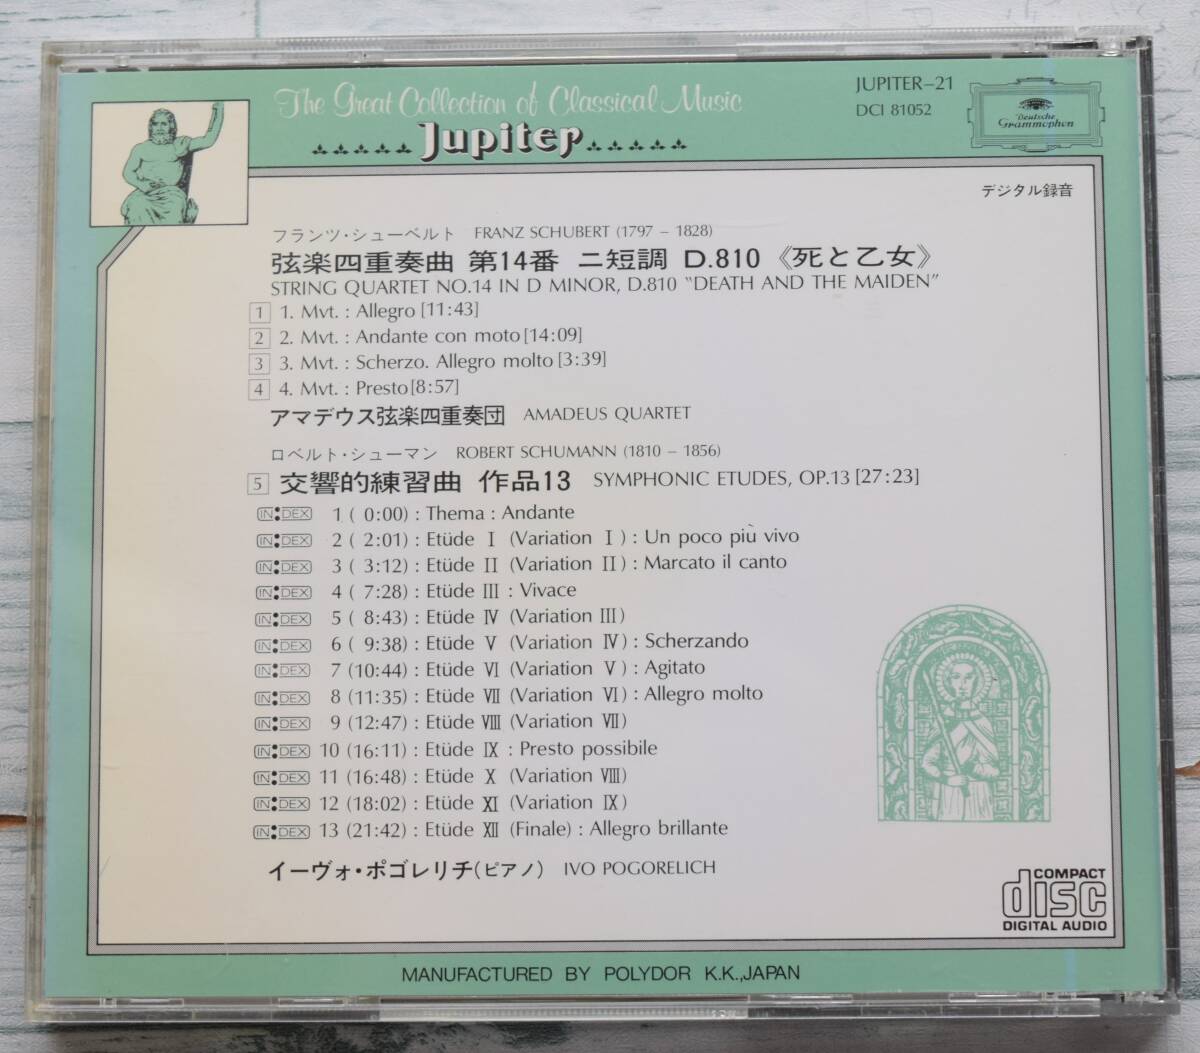 The Great Collection of Classical Music
Jupiter
JUPITER-21
DCI 81052
Deutsche
Grammophon
デジタル録音
フランツ・シューベルト FRANZ SCHUBERT (1797 - 1828)
弦楽四重奏曲 第14番 ニ短調 D.810 《死と乙女》
STRING QUARTET NO.14 IN D MINOR, D.810 "DEATH AND THE MAIDEN"
1 1. Mvt. : Allegro [11:43]
2 2. Mvt. : Andante con moto [14:09]
3 3. Mvt. : Scherzo. Allegro molto [3:39]
4 4. Mvt. : Presto [8:57]
アマデウス弦楽四重奏団 AMADEUS QUARTET
ロベルト・シューマン ROBERT SCHUMANN (1810 - 1856)
5 交響的練習曲 作品13 SYMPHONIC ETUDES, OP.13 [27:23]
INDEX 1 ( 0:00) : Thema : Andante
INDEX 2 ( 2:01) : Etüde I (Variation I) : Un poco più vivo
INDEX 3 ( 3:12) : Etüde II (Variation II) : Marcato il canto
INDEX 4 ( 7:28) : Etüde III : Vivace
INDEX 5 ( 8:43) : Etüde IV (Variation III)
INDEX 6 ( 9:38) : Etüde V (Variation IV) : Scherzando
INDEX 7 (10:44) : Etüde VI (Variation V) : Agitato
INDEX 8 (11:35) : Etüde VII (Variation VI) : Allegro molto
INDEX 9 (12:47) : Etüde VIII (Variation VII)
INDEX 10 (16:11) : Etüde IX : Presto possibile
INDEX 11 (16:48) : Etüde X (Variation VIII)
INDEX 12 (18:02) : Etüde XI (Variation IX)
INDEX 13 (21:42) : Etüde XII (Finale) : Allegro brillante
イーヴォ・ポゴレリチ(ピアノ) IVO POGORELICH
COMPACT
disc
DIGITAL AUDIO
MANUFACTURED BY POLYDOR K.K.,JAPAN